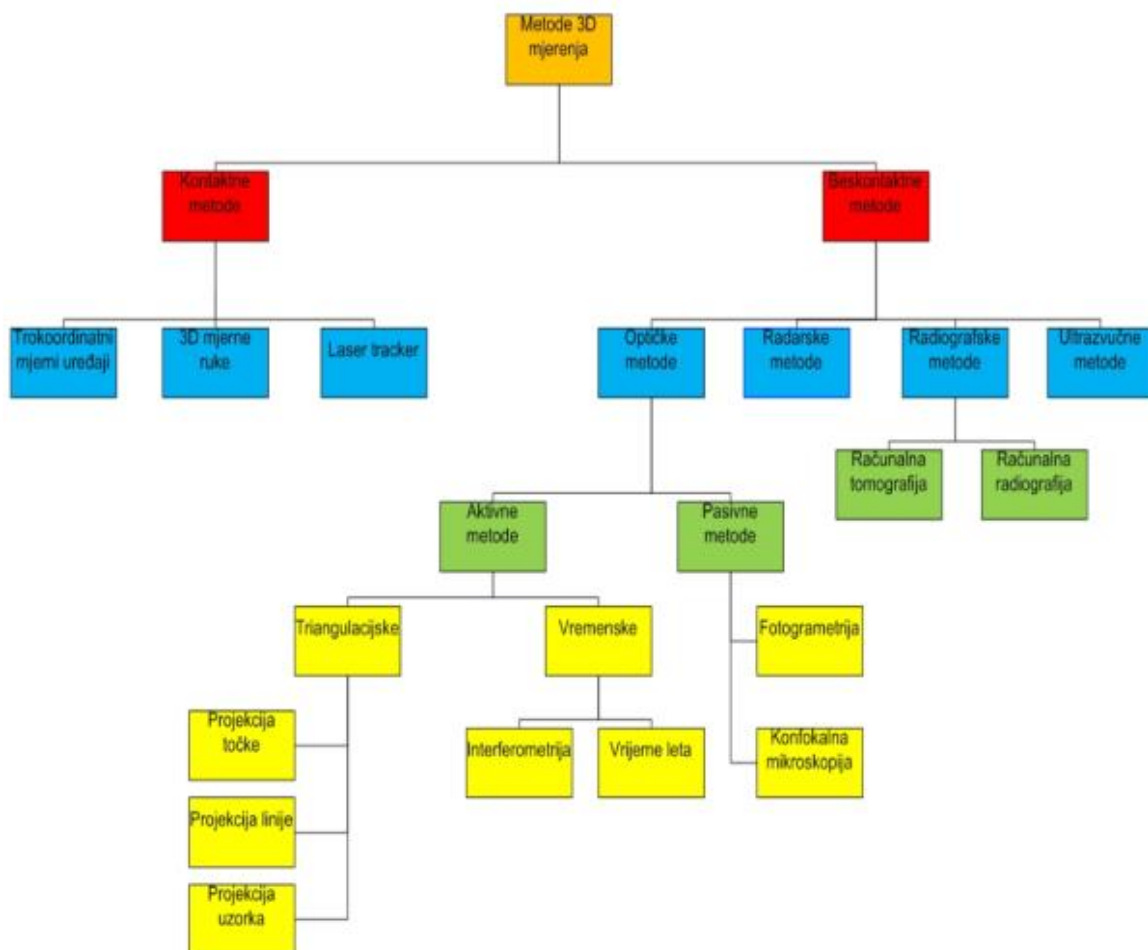 Metode 3D
mjerenja
Kontaktne
metode
Beskontaktne
metode
Trokoordinatni
mjerni uređaji
3D mjerne
ruke
Laser tracker
Optičke
metode
Radarske
metode
Radiografske
metode
Ultrazvučne
metode
Računalna
tomografija
Računalna
radiografija
Aktivne
metode
Pasivne
metode
Triangulacijske
Vremenske
Fotogrametrija
Projekcija
točke
Interferometrija
Vrijeme leta
Konfokalna
mikroskopija
Projekcija linije
Projekcija
uzorka